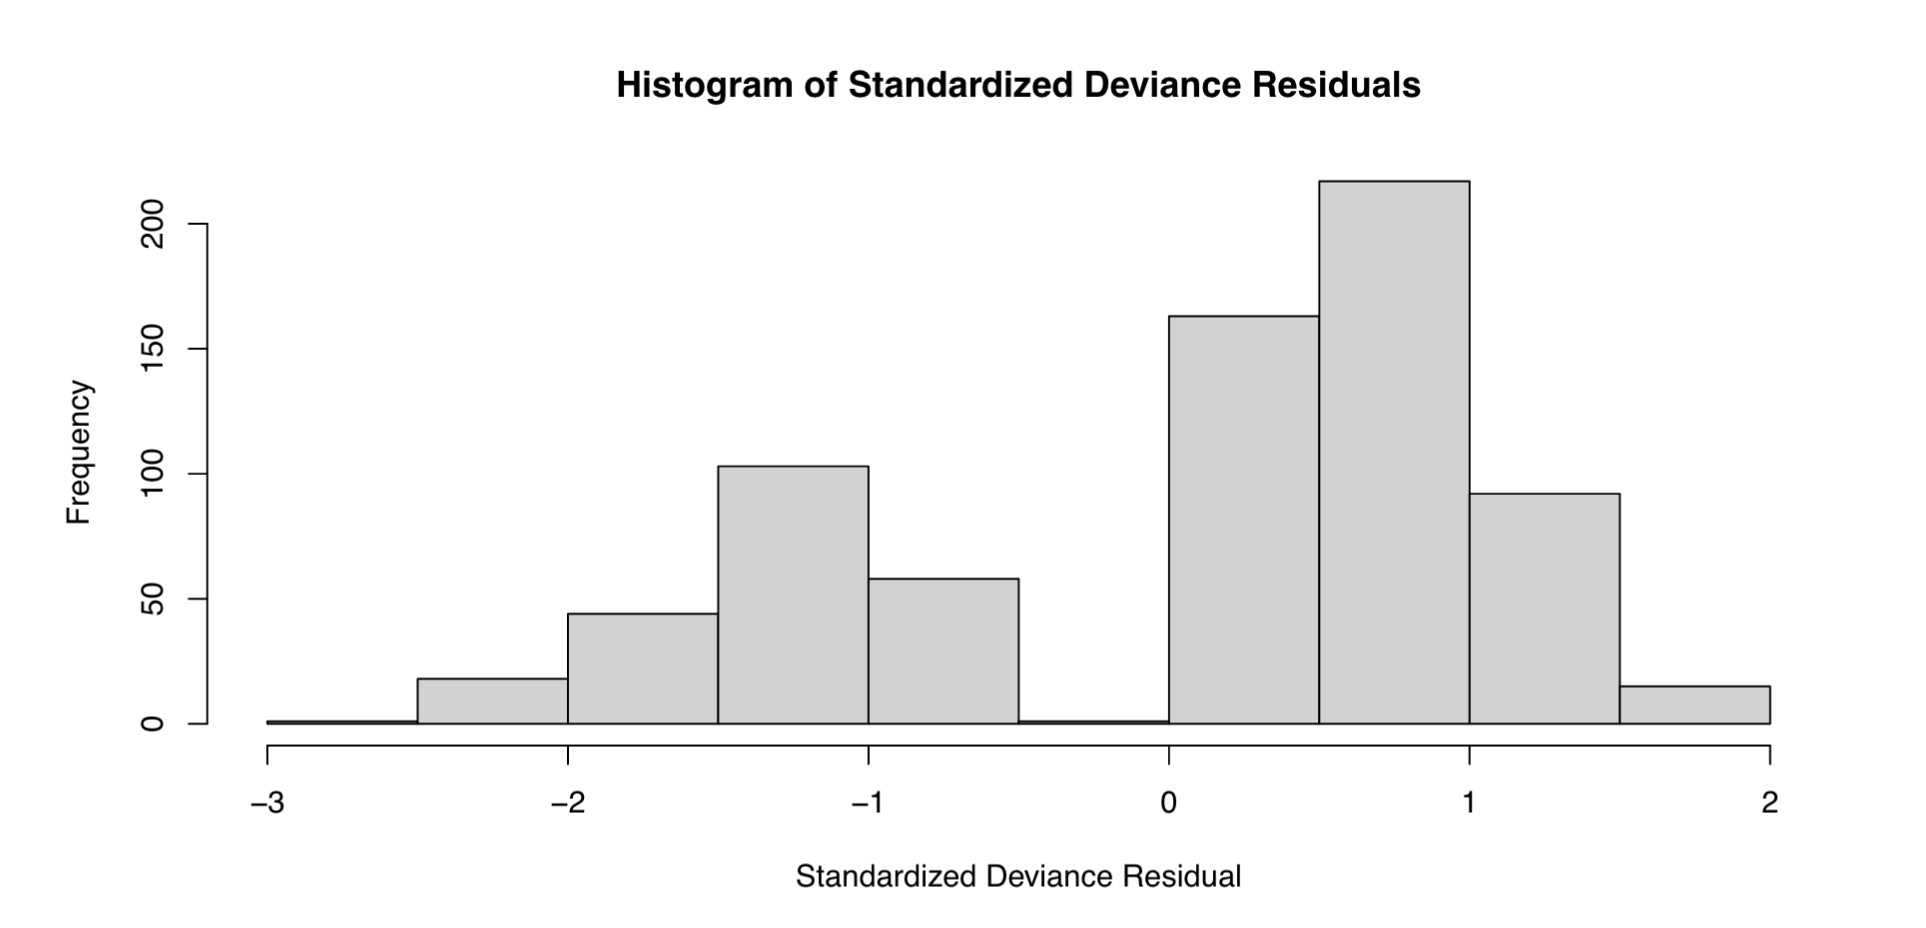 Histogram of Standardized Deviance Residuals
Frequency
200
150
100
50
0
−3 −2 −1 0 1 2
Standardized Deviance Residual